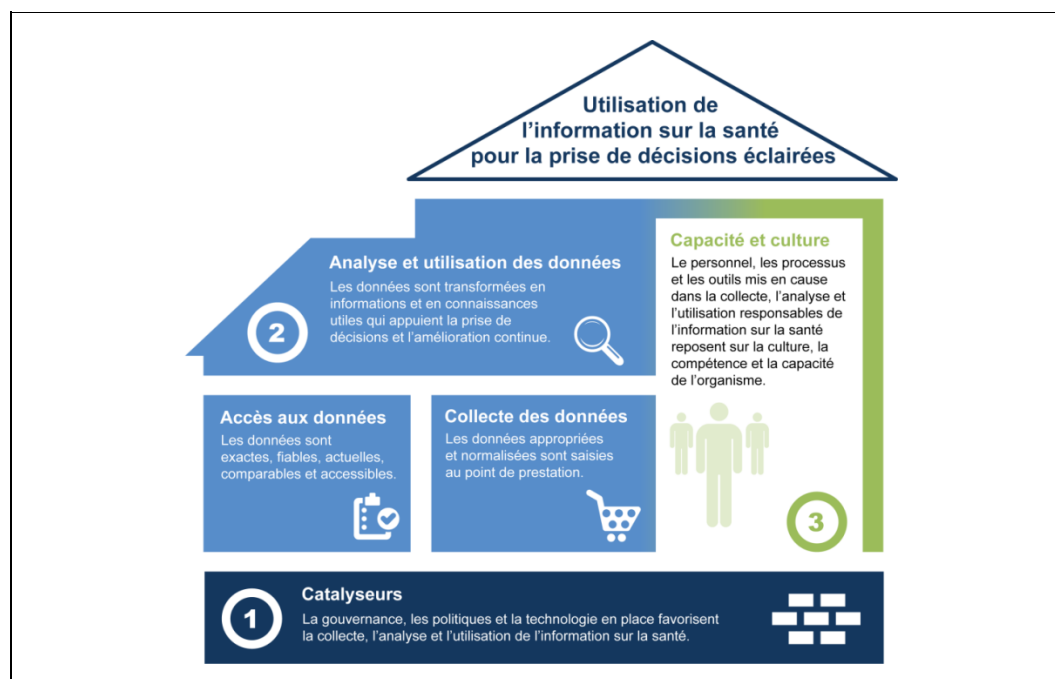 Utilisation de
l’information sur la santé
pour la prise de décisions éclairées
Analyse et utilisation des données
Les données sont transformées en
informations et en connaissances
utiles qui appuient la prise de
décisions et l’amélioration continue.
2
Capacité et culture
Le personnel, les processus
et les outils mis en cause
dans la collecte, l’analyse et
l’utilisation responsables de
l’information sur la santé
reposent sur la culture, la
compétence et la capacité
de l’organisme.
3
Accès aux données
Les données sont
exactes, fiables, actuelles,
comparables et accessibles.
Collecte des données
Les données appropriées
et normalisées sont saisies
au point de prestation.
1
Catalyseurs
La gouvernance, les politiques et la technologie en place favorisent
la collecte, l’analyse et l’utilisation de l’information sur la santé.